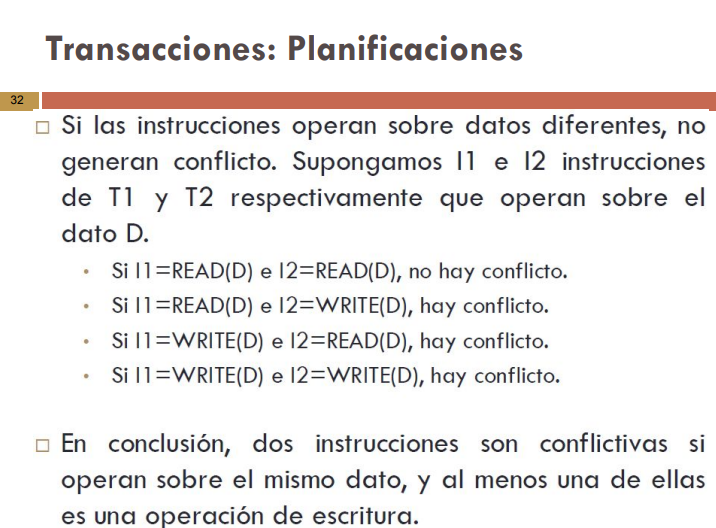 Transacciones: Planificaciones
32
□ Si las instrucciones operan sobre datos diferentes, no
generan conflicto. Supongamos I1 e I2 instrucciones
de T1 y T2 respectivamente que operan sobre el
dato D.
• Si I1=READ(D) e I2=READ(D), no hay conflicto.
• Si I1=READ(D) e I2=WRITE(D), hay conflicto.
• Si I1=WRITE(D) e I2=READ(D), hay conflicto.
• Si I1=WRITE(D) e I2=WRITE(D), hay conflicto.
□ En conclusión, dos instrucciones son conflictivas si
operan sobre el mismo dato, y al menos una de ellas
es una operación de escritura.